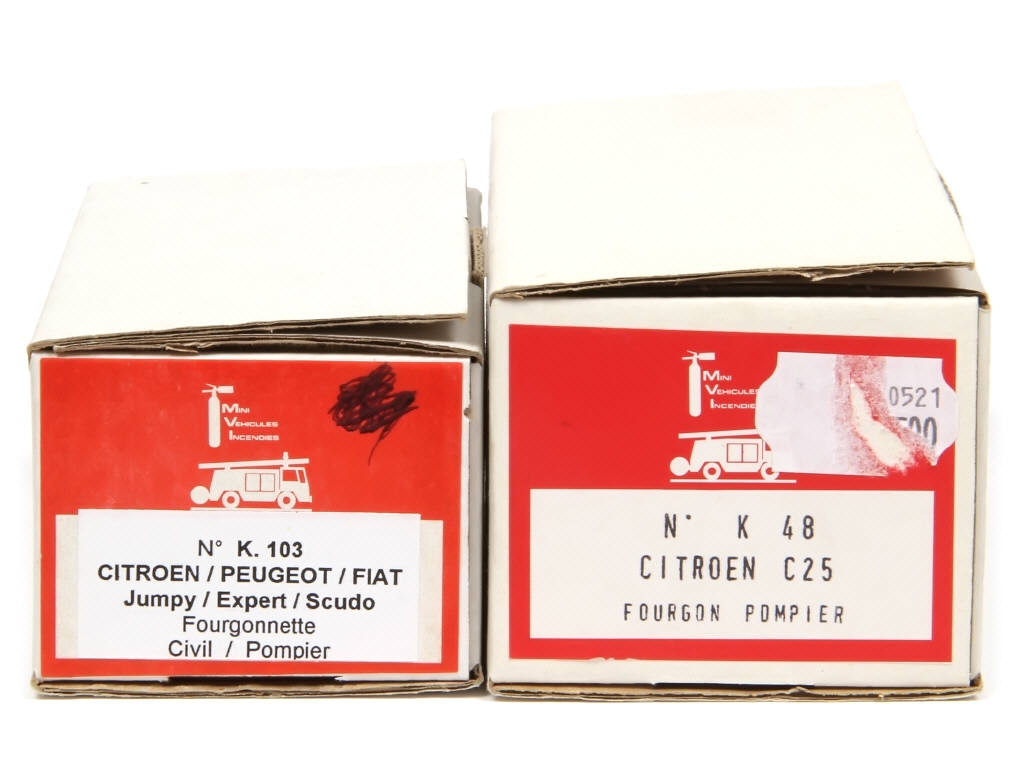 Mini
Vehicules
Incendies
N° K. 103
CITROEN / PEUGEOT / FIAT
Jumpy / Expert / Scudo
Fourgonnette
Civil / Pompier
Mini
Vehicules
0521
N° K 48
CITROEN C25
FOURGON POMPIER